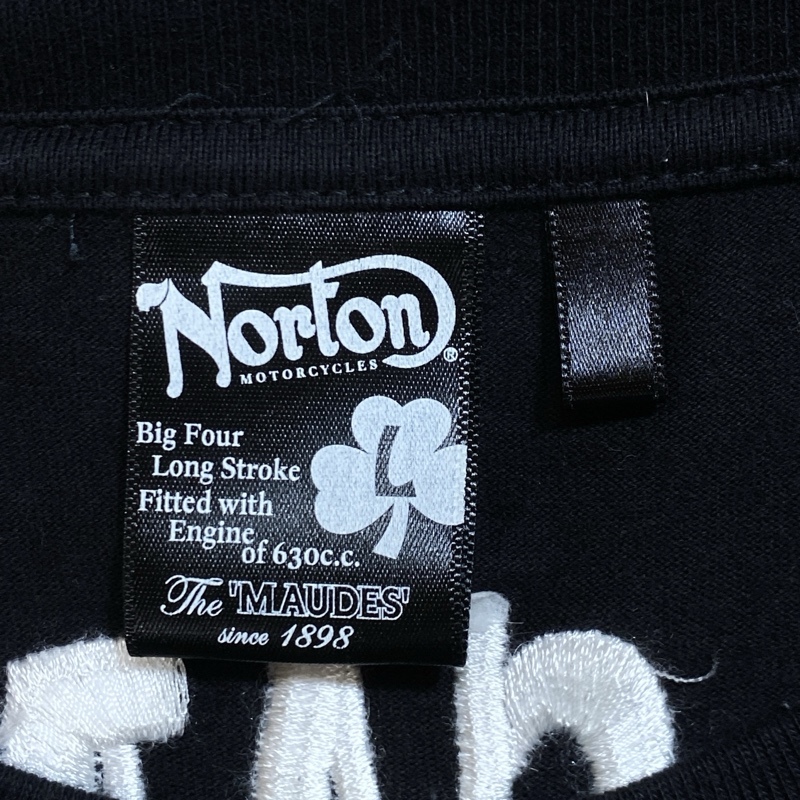 Norton®
MOTORCYCLES
Big Four
Long Stroke
Fitted with
Engine
of 630c.c.
L
The 'MAUDES'
since 1898